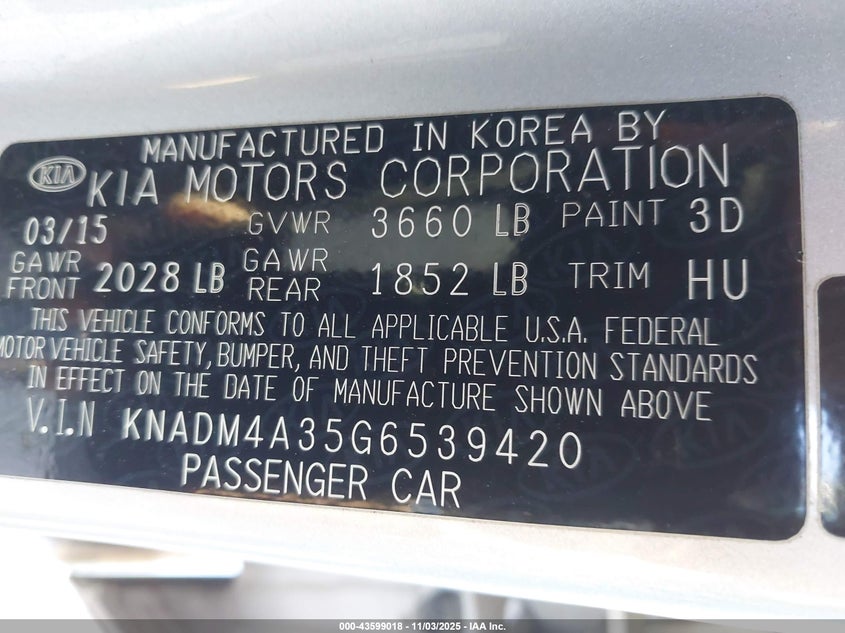 MANUFACTURED IN KOREA BY
KIA KIA MOTORS CORPORATION
03/15 GVWR 3660 LB PAINT 3D
GAWR FRONT 2028 LB GAWR REAR 1852 LB TRIM HU
THIS VEHICLE CONFORMS TO ALL APPLICABLE U.S.A. FEDERAL
MOTOR VEHICLE SAFETY, BUMPER, AND THEFT PREVENTION STANDARDS
IN EFFECT ON THE DATE OF MANUFACTURE SHOWN ABOVE
V.I.N KNADM4A35G6539420
PASSENGER CAR
000-43599018 - 11/03/2025 - IAA Inc.